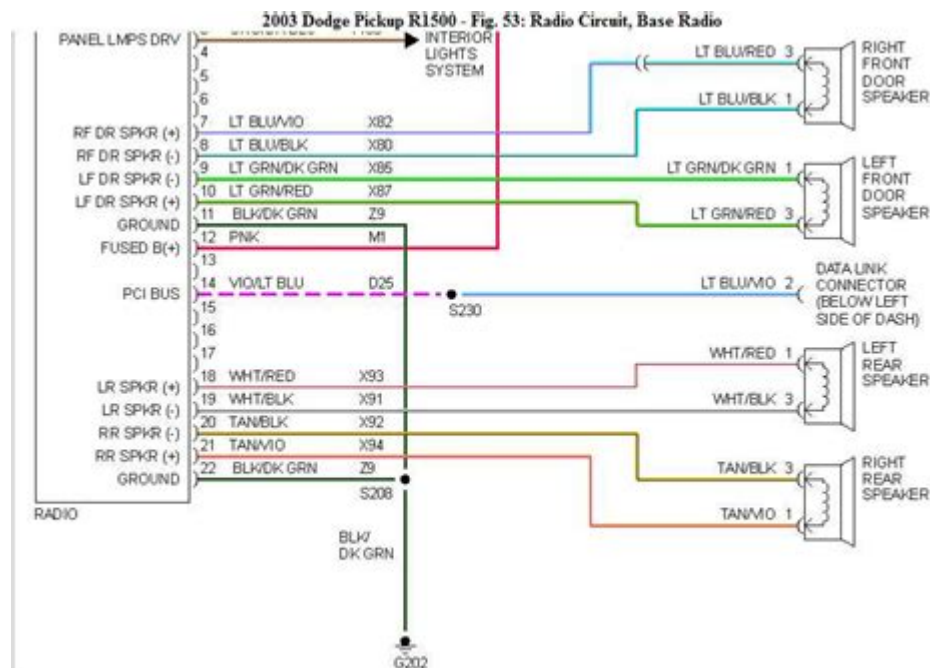 2003 Dodge Pickup R1500 - Fig. 53: Radio Circuit, Base Radio
PANEL LMPS DRV
INTERIOR
LIGHTS
SYSTEM
4
5
6
7 LT BLU/VIO X82
RF DR SPKR (+)
8 LT BLU/BLK X80
RF DR SPKR (-)
9 LT GRN/DK GRN X85
LF DR SPKR (-)
10 LT GRN/RED X87
LF DR SPKR (+)
11 BLK/DK GRN Z9
GROUND
12 PNK M1
FUSED B(+)
13
14 VIO/LT BLU D25
PCI BUS
S230
15
16
17
18 WHT/RED X93
LR SPKR (+)
19 WHT/BLK X91
LR SPKR (-)
20 TAN/BLK X92
RR SPKR (-)
21 TAN/VIO X94
RR SPKR (+)
22 BLK/DK GRN Z9
GROUND
S208
RADIO
BLK/
DK GRN
G202
LT BLU/RED 3
LT BLU/BLK 1
RIGHT
FRONT
DOOR
SPEAKER
LT GRN/DK GRN 1
LT GRN/RED 3
LEFT
FRONT
DOOR
SPEAKER
LT BLU/VIO 2
DATA LINK
CONNECTOR
(BELOW LEFT
SIDE OF DASH)
WHT/RED 1
WHT/BLK 3
LEFT
REAR
SPEAKER
TAN/BLK 3
TAN/VIO 1
RIGHT
REAR
SPEAKER